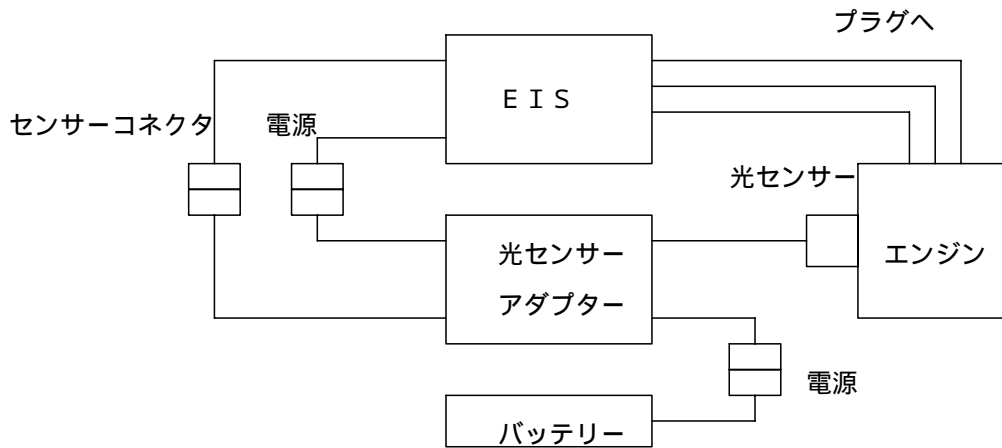 プラグへ
ＥＩＳ
センサーコネクタ
電源
光センサー
光センサー
アダプター
エンジン
電源
バッテリー